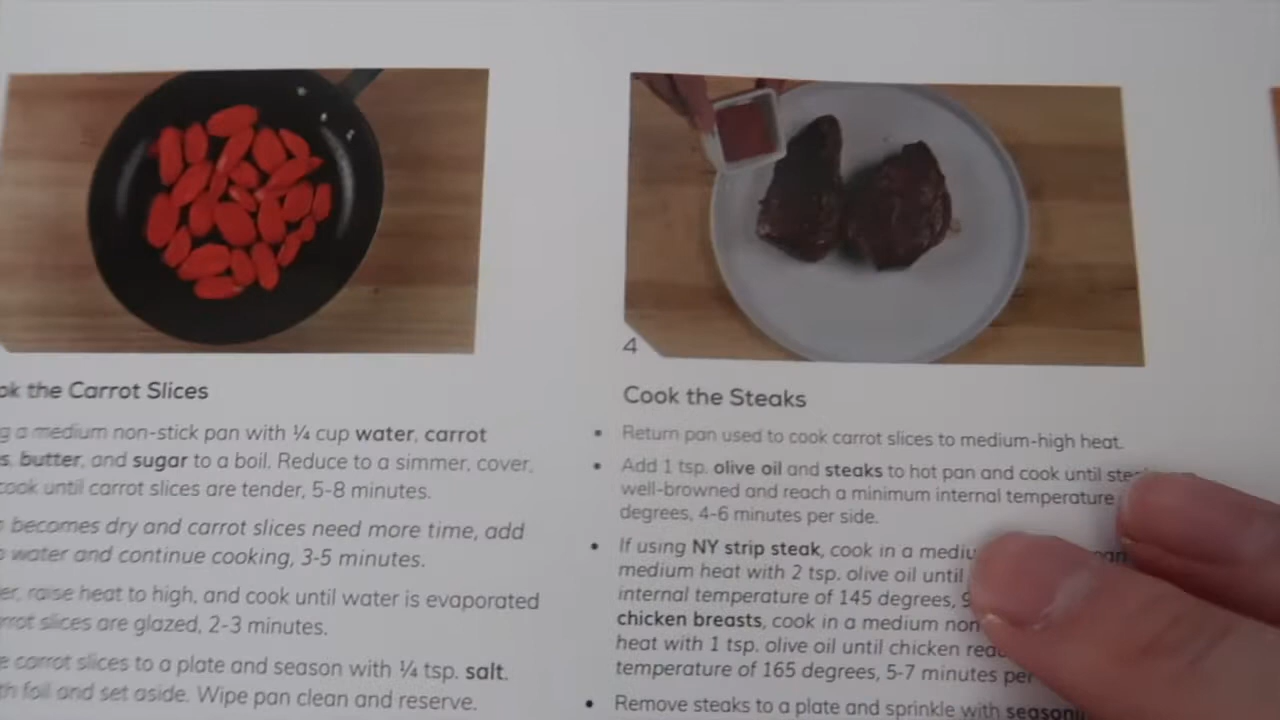 ok the Carrot Slices
g a medium non-stick pan with ¼ cup water, carrot
s, butter, and sugar to a boil. Reduce to a simmer, cover,
cook until carrot slices are tender, 5-8 minutes.
becomes dry and carrot slices need more time, add
water and continue cooking, 3-5 minutes.
er, raise heat to high, and cook until water is evaporated
rrot slices are glazed, 2-3 minutes.
e carrot slices to a plate and season with ¼ tsp. salt.
th foil and set aside. Wipe pan clean and reserve.
4
Cook the Steaks
• Return pan used to cook carrot slices to medium-high heat.
• Add 1 tsp. olive oil and steaks to hot pan and cook until stea
well-browned and reach a minimum internal temperature
degrees, 4-6 minutes per side.
• If using NY strip steak, cook in a mediu
medium heat with 2 tsp. olive oil until
internal temperature of 145 degrees, 9
chicken breasts, cook in a medium non
heat with 1 tsp. olive oil until chicken reac
temperature of 165 degrees, 5-7 minutes per
• Remove steaks to a plate and sprinkle with seasoni